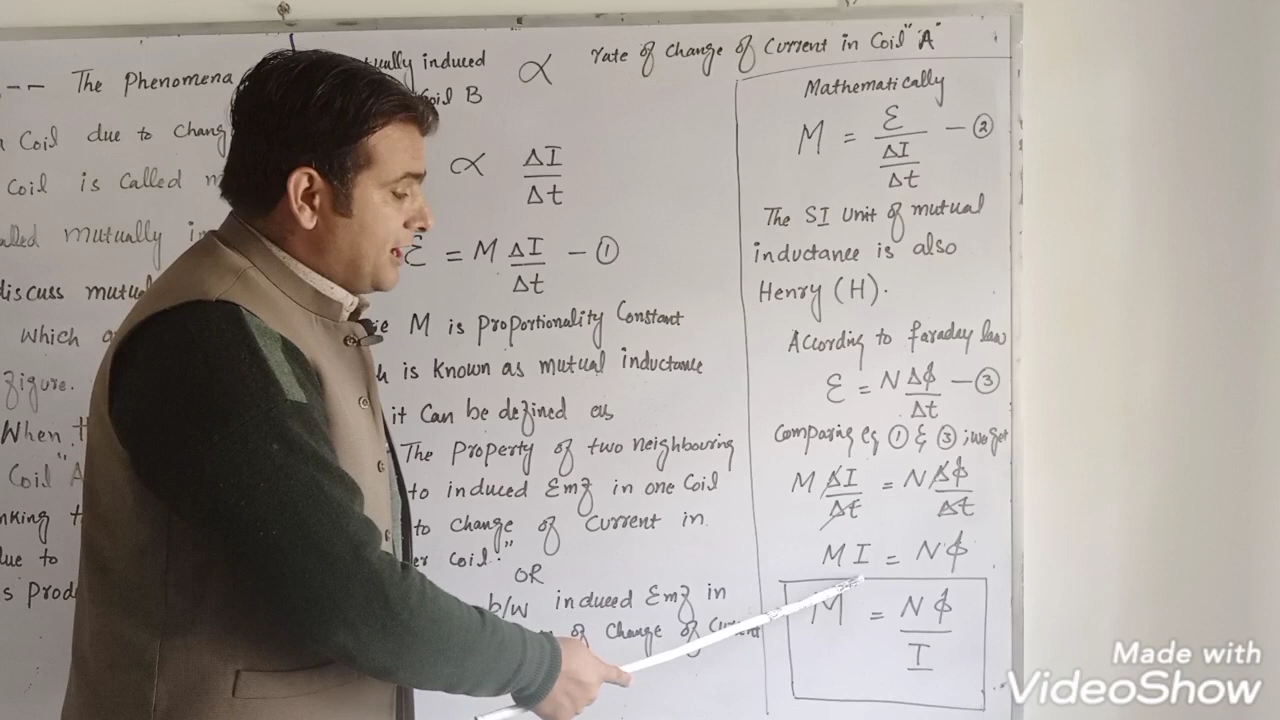 -- The Phenomena
Coil due to Chang
Coil is Called
alled mutually in
discuss mutu
Which a
figure.
When t
Coil "A
nking t
due to
s prod
induced
Coil B
∝ rate of Change of Current in Coil "A"
∝ ΔI/Δt
Ɛ = M ΔI/Δt – ①
M is Proportionality Constant
is Known as mutual inductance
it Can be defined as
The Property of two neighbouring
to induced Emf in one Coil
to Change of Current in
er Coil."
OR
b/w induced Emf in
of Change of Current
Mathematically
M = Ɛ/(ΔI/Δt) – ②
The SI Unit of mutual
inductance is also
Henry (H).
According to faraday law
Ɛ = N Δϕ/Δt – ③
Comparing eq ① & ③ ; we get
M ΔI/Δt = N Δϕ/Δt
M I = N ϕ
M = N ϕ/I
Made with
VideoShow